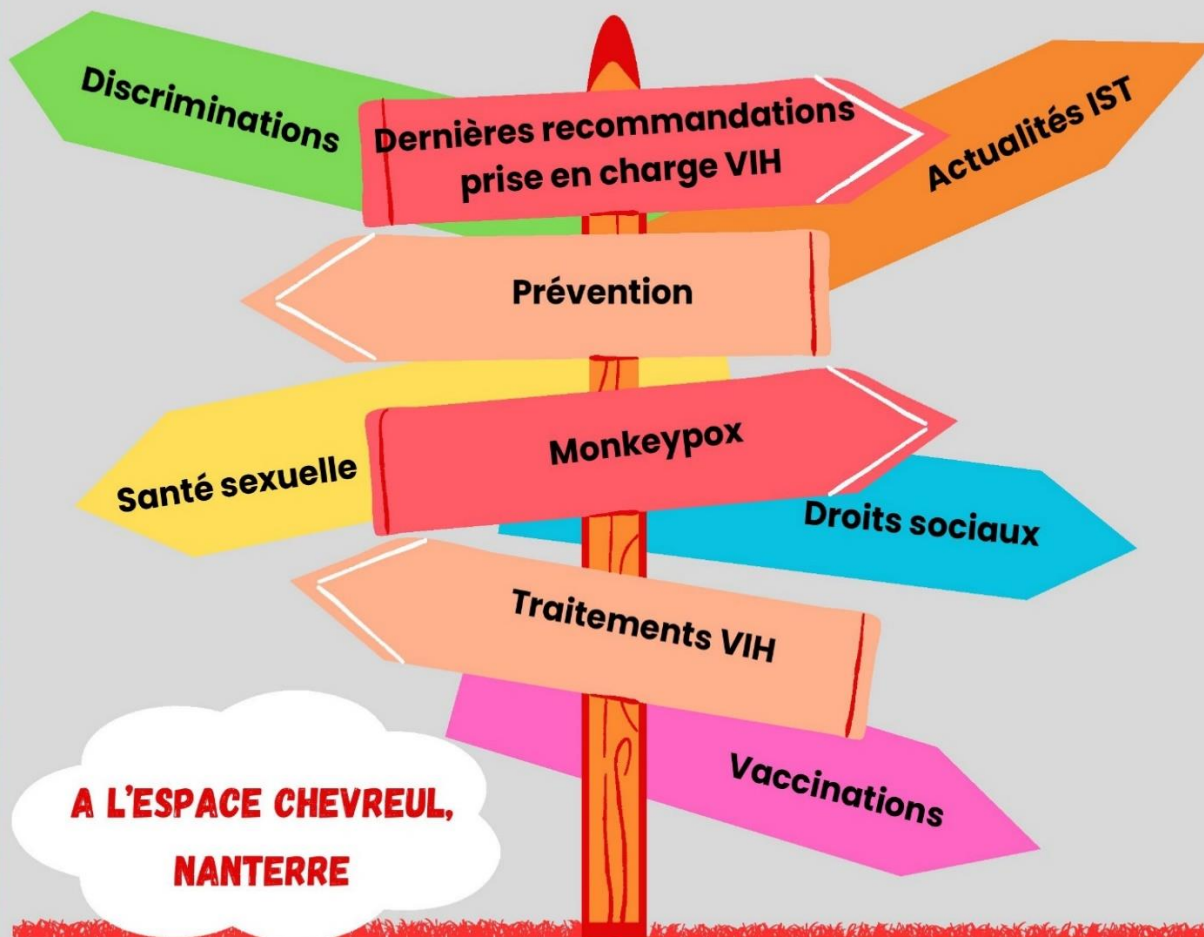 Discriminations
Dernières recommandations
prise en charge VIH
Actualités IST
Prévention
Monkeypox
Santé sexuelle
Droits sociaux
Traitements VIH
Vaccinations
A L'ESPACE CHEVREUL,
NANTERRE